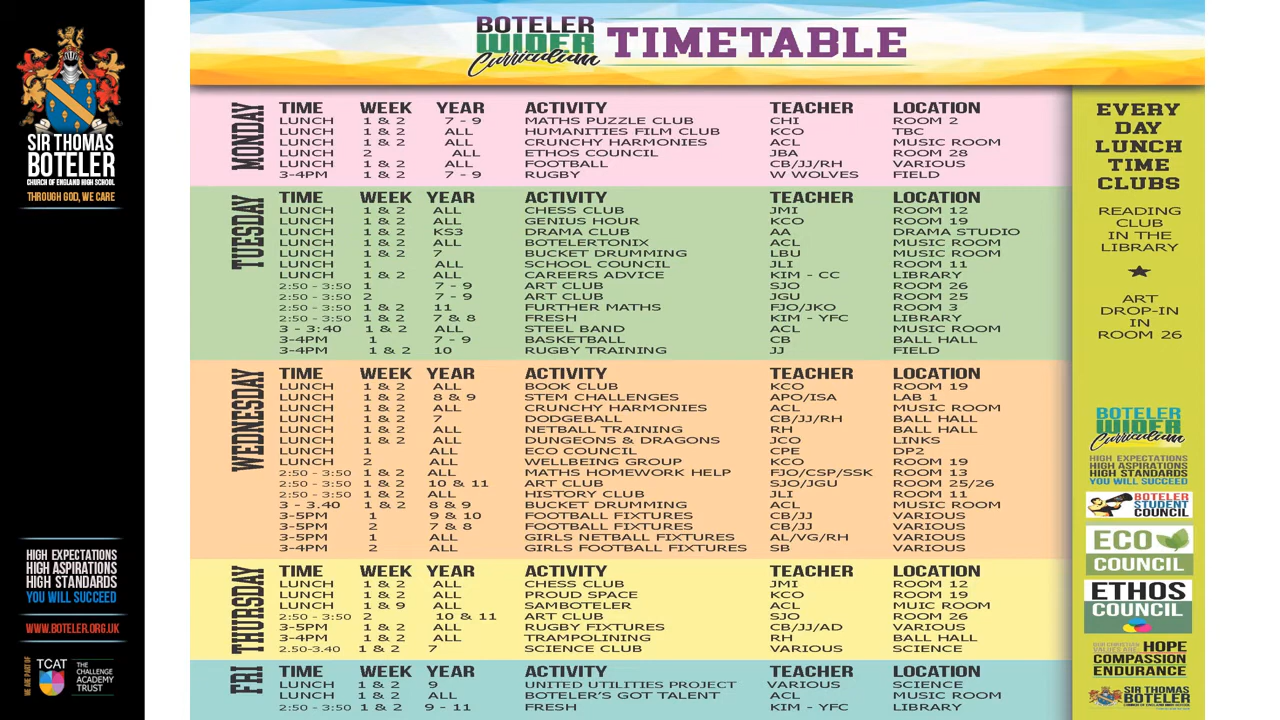 SIR THOMAS
BOTELER
CHURCH OF ENGLAND HIGH SCHOOL
THROUGH GOD, WE CARE
HIGH EXPECTATIONS
HIGH ASPIRATIONS
HIGH STANDARDS
YOU WILL SUCCEED
WWW.BOTELER.ORG.UK
WE ARE PART OF
TCAT
THE CHALLENGE ACADEMY TRUST
BOTELER
WIDER
Curriculum
TIMETABLE
MONDAY
TIME WEEK YEAR ACTIVITY TEACHER LOCATION
LUNCH 1 & 2 7 - 9 MATHS PUZZLE CLUB CHI ROOM 2
LUNCH 1 & 2 ALL HUMANITIES FILM CLUB KCO TBC
LUNCH 1 & 2 ALL CRUNCHY HARMONIES ACL MUSIC ROOM
LUNCH 2 ALL ETHOS COUNCIL JBA ROOM 28
LUNCH 1 & 2 ALL FOOTBALL CB/JJ/RH VARIOUS
3-4PM 1 & 2 7 - 9 RUGBY W WOLVES FIELD
TUESDAY
TIME WEEK YEAR ACTIVITY TEACHER LOCATION
LUNCH 1 & 2 ALL CHESS CLUB JMI ROOM 12
LUNCH 1 & 2 ALL GENIUS HOUR KCO ROOM 19
LUNCH 1 & 2 KS3 DRAMA CLUB AA DRAMA STUDIO
LUNCH 1 & 2 ALL BOTELERTONIX ACL MUSIC ROOM
LUNCH 1 & 2 7 BUCKET DRUMMING LBU MUSIC ROOM
LUNCH 1 ALL SCHOOL COUNCIL JLI ROOM 11
LUNCH 1 & 2 ALL CAREERS ADVICE KIM - CC LIBRARY
2:50 - 3:50 1 7 - 9 ART CLUB SJO ROOM 26
2:50 - 3:50 2 7 - 9 ART CLUB JGU ROOM 25
2:50 - 3:50 1 & 2 11 FURTHER MATHS FJO/JKO ROOM 3
2:50 - 3:50 1 & 2 7 & 8 FRESH KIM - YFC LIBRARY
3 - 3:40 1 & 2 ALL STEEL BAND ACL MUSIC ROOM
3-4PM 1 7 - 9 BASKETBALL CB BALL HALL
3-4PM 1 & 2 10 RUGBY TRAINING JJ FIELD
WEDNESDAY
TIME WEEK YEAR ACTIVITY TEACHER LOCATION
LUNCH 1 & 2 ALL BOOK CLUB KCO ROOM 19
LUNCH 1 & 2 8 & 9 STEM CHALLENGES APO/ISA LAB 1
LUNCH 1 & 2 ALL CRUNCHY HARMONIES ACL MUSIC ROOM
LUNCH 1 & 2 7 DODGEBALL CB/JJ/RH BALL HALL
LUNCH 1 & 2 ALL NETBALL TRAINING RH BALL HALL
LUNCH 1 & 2 ALL DUNGEONS & DRAGONS JCO LINKS
LUNCH 1 ALL ECO COUNCIL CPE DP2
LUNCH 2 ALL WELLBEING GROUP KCO ROOM 19
2:50 - 3:50 1 & 2 ALL MATHS HOMEWORK HELP FJO/CSP/SSK ROOM 13
2:50 - 3:50 1 & 2 10 & 11 ART CLUB SJO/JGU ROOM 25/26
2:50 - 3:50 1 & 2 ALL HISTORY CLUB JLI ROOM 11
3 - 3.40 1 & 2 8 & 9 BUCKET DRUMMING ACL MUSIC ROOM
3-5PM 1 9 & 10 FOOTBALL FIXTURES CB/JJ VARIOUS
3-5PM 2 7 & 8 FOOTBALL FIXTURES CB/JJ VARIOUS
3-5PM 1 ALL GIRLS NETBALL FIXTURES AL/VG/RH VARIOUS
3-4PM 2 ALL GIRLS FOOTBALL FIXTURES SB VARIOUS
THURSDAY
TIME WEEK YEAR ACTIVITY TEACHER LOCATION
LUNCH 1 & 2 ALL CHESS CLUB JMI ROOM 12
LUNCH 1 & 2 ALL PROUD SPACE KCO ROOM 19
LUNCH 1 & 9 ALL SAMBOTELER ACL MUIC ROOM
2:50 - 3:50 2 10 & 11 ART CLUB SJO ROOM 26
3-5PM 1 & 2 ALL RUGBY FIXTURES CB/JJ/AD VARIOUS
3-4PM 1 & 2 ALL TRAMPOLINING RH BALL HALL
2.50-3.40 1 & 2 7 SCIENCE CLUB VARIOUS SCIENCE
FRI
TIME WEEK YEAR ACTIVITY TEACHER LOCATION
LUNCH 1 & 2 9 UNITED UTILITIES PROJECT VARIOUS SCIENCE
LUNCH 1 & 2 ALL BOTELER'S GOT TALENT ACL MUSIC ROOM
2:50 - 3:50 1 & 2 9 - 11 FRESH KIM - YFC LIBRARY
EVERY
DAY
LUNCH
TIME
CLUBS
READING
CLUB
IN THE
LIBRARY
ART
DROP-IN
IN
ROOM 26
BOTELER
WIDER
Curriculum
HIGH EXPECTATIONS
HIGH ASPIRATIONS
HIGH STANDARDS
YOU WILL SUCCEED
BOTELER
STUDENT
COUNCIL
ECO
COUNCIL
ETHOS
COUNCIL
OUR CHRISTIAN VALUES ARE: HOPE
COMPASSION
ENDURANCE
SIR THOMAS
BOTELER
CHURCH OF ENGLAND HIGH SCHOOL